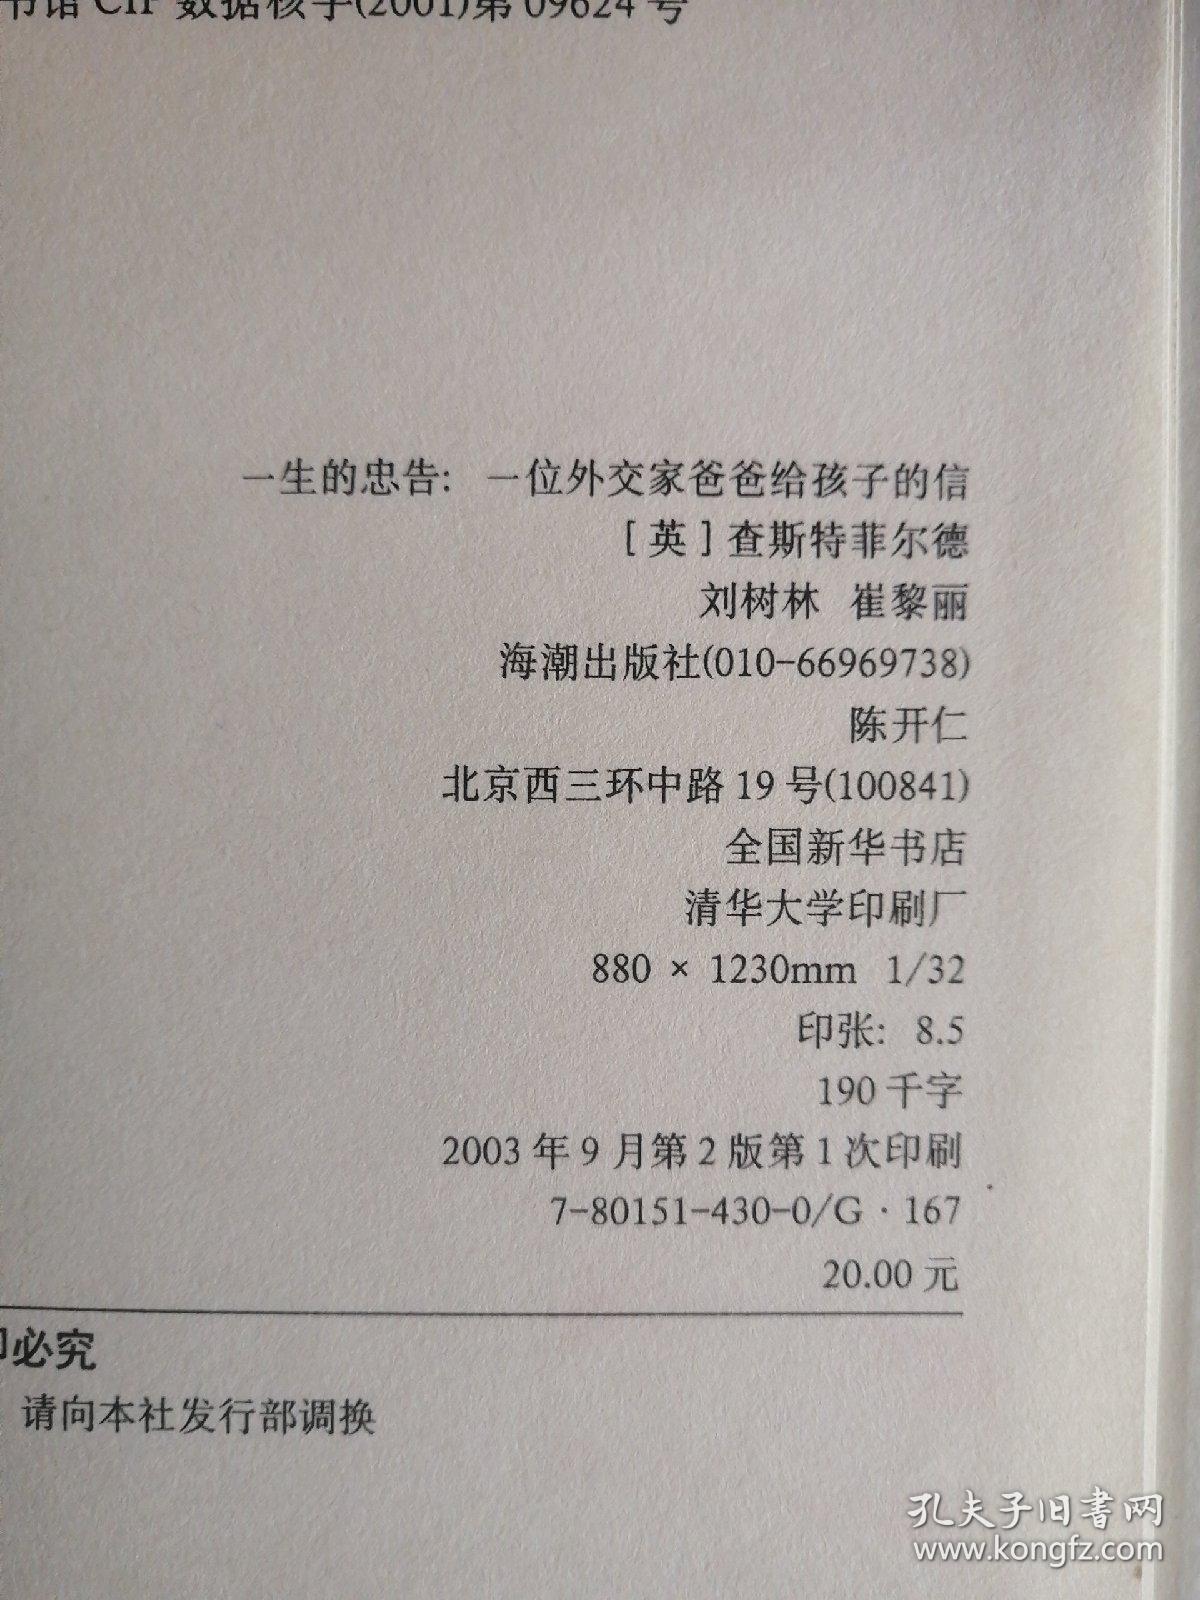 书馆 CIP 数据核字(2001)第 09624 号
一生的忠告：一位外交家爸爸给孩子的信
[英]查斯特菲尔德
刘树林 崔黎丽
海潮出版社(010-66969738)
陈开仁
北京西三环中路 19 号(100841)
全国新华书店
清华大学印刷厂
880 × 1230mm 1/32
印张：8.5
190 千字
2003 年 9 月第 2 版第 1 次印刷
7-80151-430-0/G · 167
20.00 元
印必究
请向本社发行部调换
孔夫子旧书网
www.kongfz.com